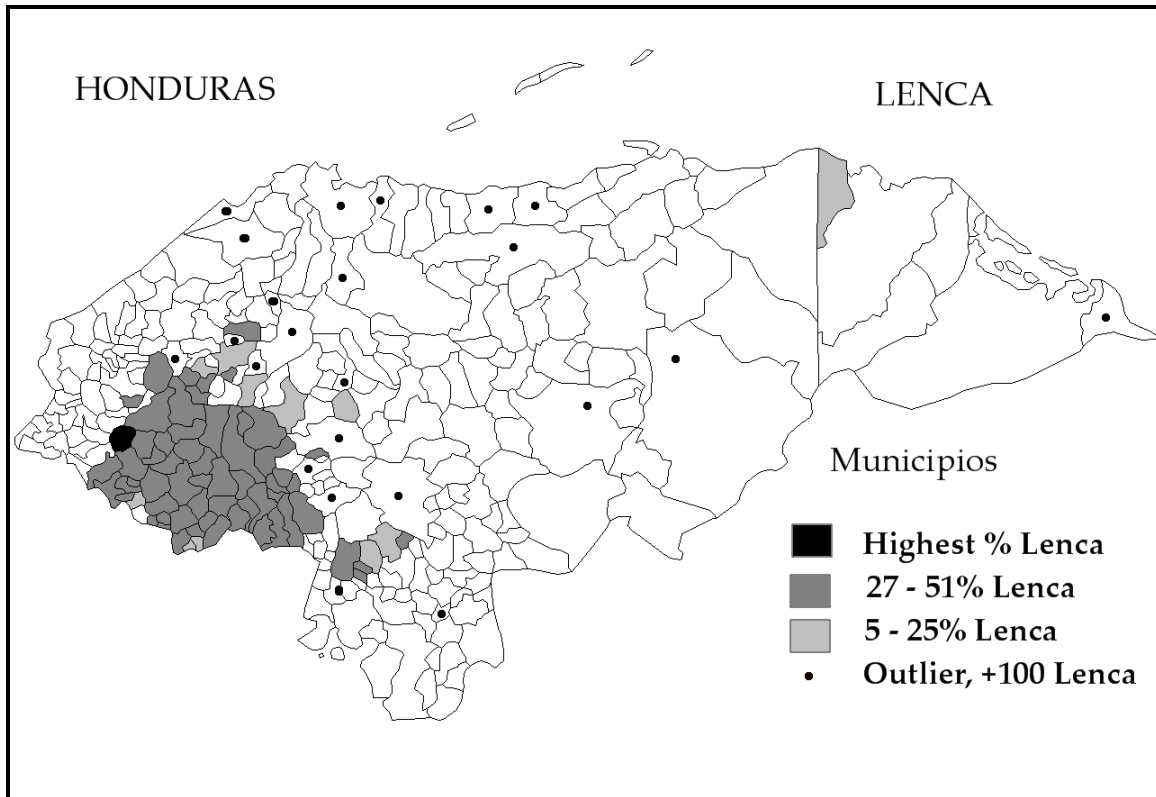 HONDURAS
LENCA
Municipios
Highest % Lenca
27 - 51% Lenca
5 - 25% Lenca
Outlier, +100 Lenca